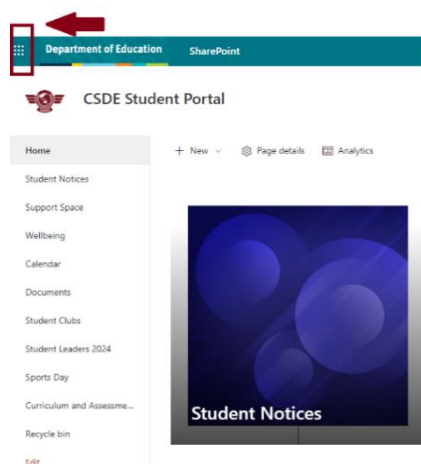 Department of Education SharePoint
CSDE Student Portal
Home
+ New Page details Analytics
Student Notices
Support Space
Wellbeing
Calendar
Documents
Student Clubs
Student Leaders 2024
Sports Day
Curriculum and Assessme...
Recycle bin
Edit
Student Notices